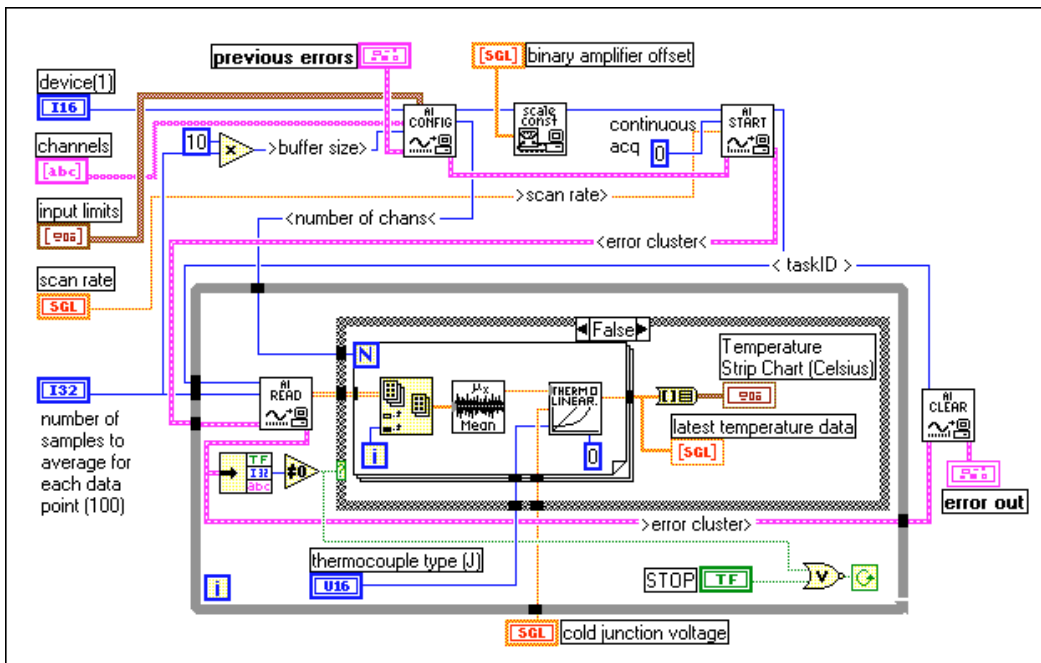 previous errors
[SGL] binary amplifier offset
device(1)
I16
AI
CONFIG
scale
const
continuous
acq
0
AI
START
channels
[abc]
10
x
>buffer size>
>scan rate>
input limits
<number of chans<
<error cluster<
scan rate
SGL
< taskID >
False
N
Temperature
Strip Chart (Celsius)
I32
AI
READ
μx
Mean
THERMO
LINEAR.
AI
CLEAR
number of
samples to
average for
each data
point (100)
i
0
latest temperature data
[SGL]
TF
I32
abc
≠0
?
error out
>error cluster>
thermocouple type (J)
U16
STOP
TF
V
i
SGL
cold junction voltage